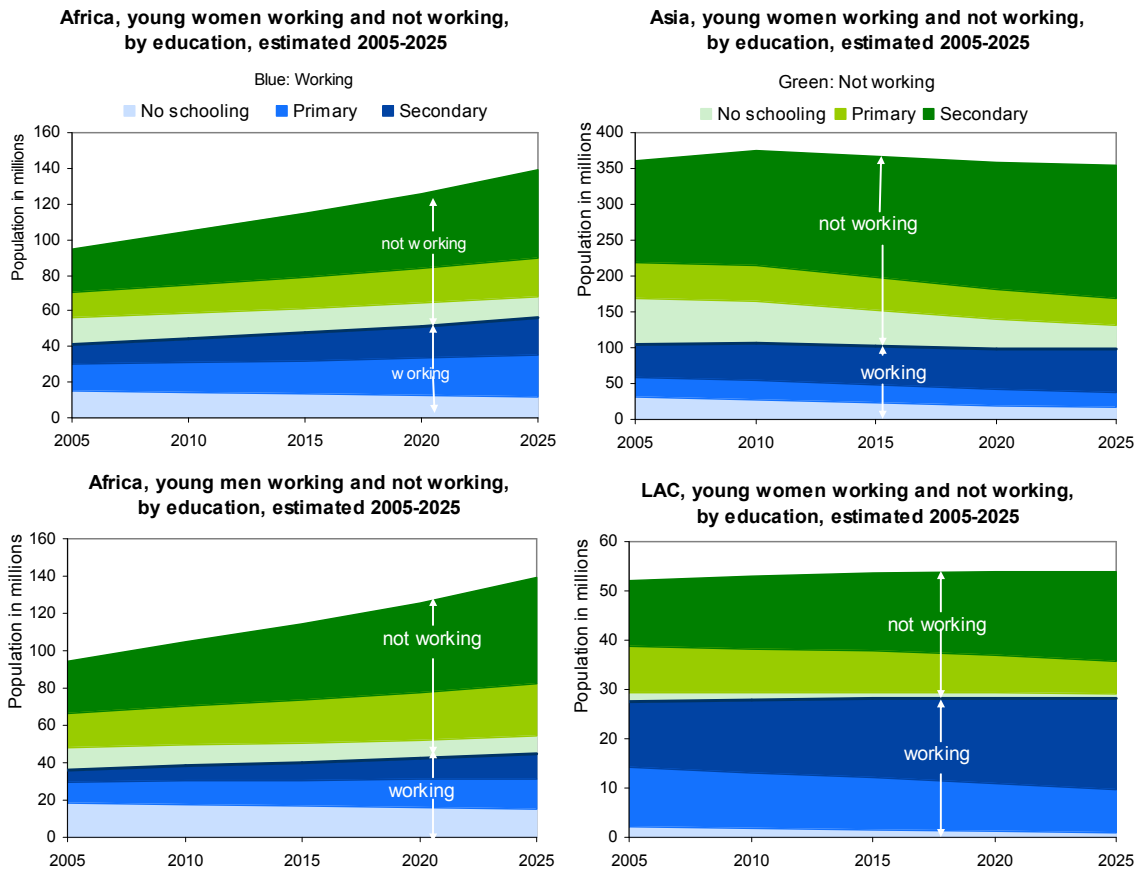 Africa, young women working and not working,
by education, estimated 2005-2025
Blue: Working
No schooling Primary Secondary
Population in millions
160
140
120
100
80
60
40
20
0
not w orking
w orking
2005 2010 2015 2020 2025
Asia, young women working and not working,
by education, estimated 2005-2025
Green: Not working
No schooling Primary Secondary
Population in millions
400
350
300
250
200
150
100
50
0
not working
working
2005 2010 2015 2020 2025
Africa, young men working and not working,
by education, estimated 2005-2025
Population in millions
160
140
120
100
80
60
40
20
0
not working
working
2005 2010 2015 2020 2025
LAC, young women working and not working,
by education, estimated 2005-2025
Population in millions
60
50
40
30
20
10
0
not working
working
2005 2010 2015 2020 2025